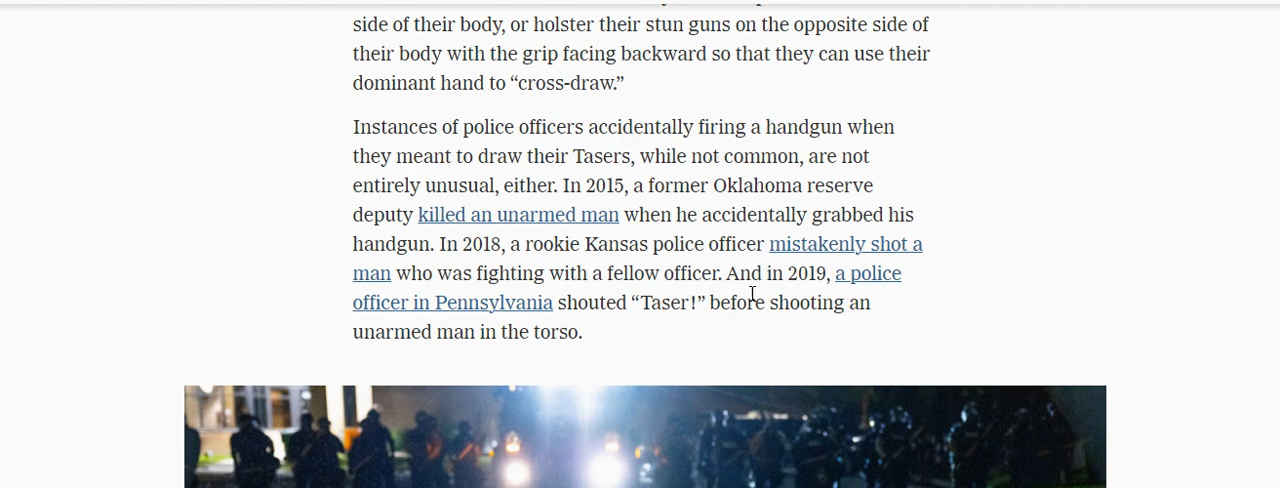 side of their body, or holster their stun guns on the opposite side of
their body with the grip facing backward so that they can use their
dominant hand to “cross-draw.”
Instances of police officers accidentally firing a handgun when
they meant to draw their Tasers, while not common, are not
entirely unusual, either. In 2015, a former Oklahoma reserve
deputy killed an unarmed man when he accidentally grabbed his
handgun. In 2018, a rookie Kansas police officer mistakenly shot a
man who was fighting with a fellow officer. And in 2019, a police
officer in Pennsylvania shouted “Taser!” before shooting an
unarmed man in the torso.